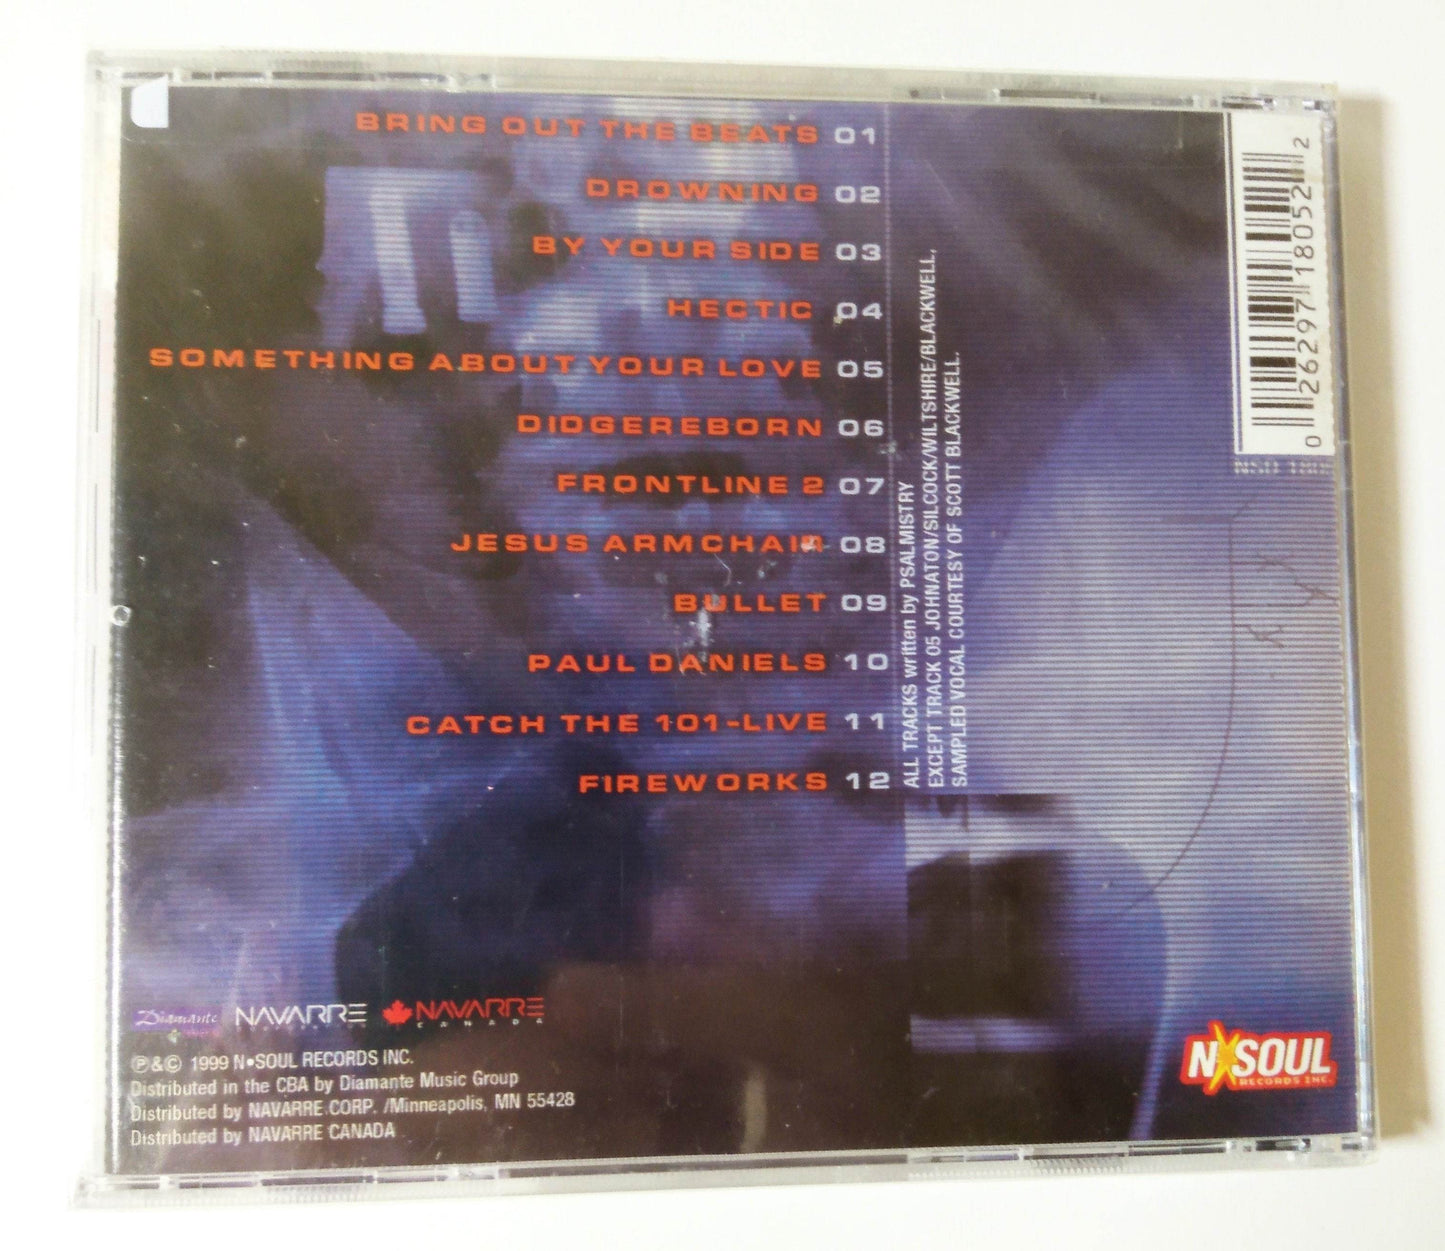 BRING OUT THE BEATS 01
DROWNING 02
BY YOUR SIDE 03
HECTIC 04
SOMETHING ABOUT YOUR LOVE 05
DIDGEREBORN 06
FRONTLINE 2 07
JESUS ARMCHAIR 08
BULLET 09
PAUL DANIELS 10
CATCH THE 101-LIVE 11
FIREWORKS 12
ALL TRACKS written by PSALMISTRY
EXCEPT TRACK 05 JOHNATON/SILCOCK/WILTSHIRE/BLACKWELL,
SAMPLED VOCAL COURTESY OF SCOTT BLACKWELL.
0 26297 18052 2
Diamante
NAVARRE
NAVARRE
CANADA
℗ & © 1999 N•SOUL RECORDS INC.
Distributed in the CBA by Diamante Music Group
Distributed by NAVARRE CORP. /Minneapolis, MN 55428
Distributed by NAVARRE CANADA
N SOUL
RECORDS INC.